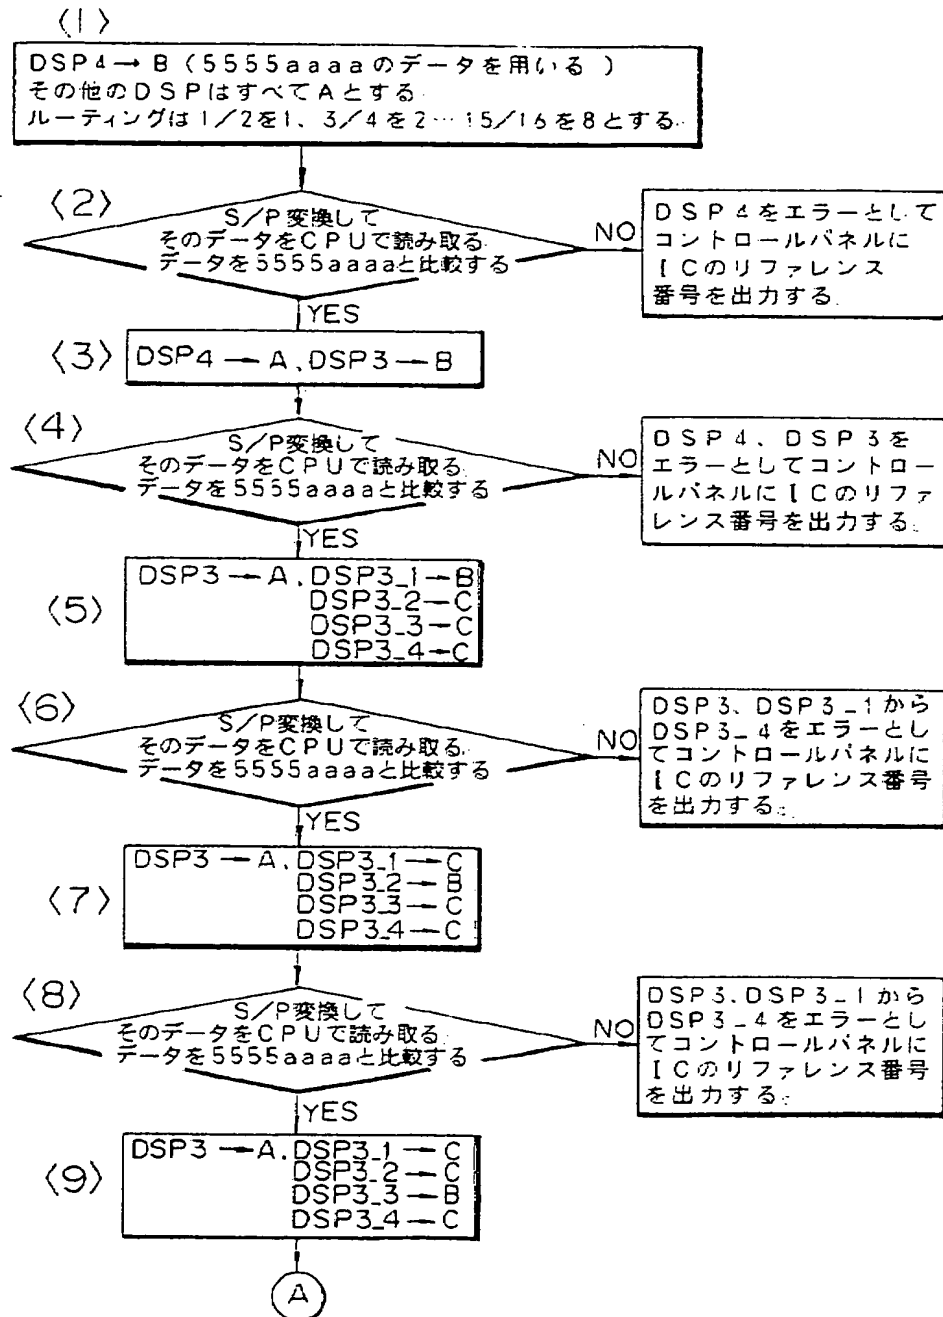 〈1〉
DSP4→B（5555aaaaのデータを用いる）
その他のDSPはすべてAとする
ルーティングは1/2を1、3/4を2…15/16を8とする
〈2〉
S/P変換して
そのデータをCPUで読み取る
データを5555aaaaと比較する
NO
DSP4をエラーとして
コントロールパネルに
ICのリファレンス
番号を出力する
YES
〈3〉
DSP4→A、DSP3→B
〈4〉
S/P変換して
そのデータをCPUで読み取る
データを5555aaaaと比較する
NO
DSP4、DSP3を
エラーとしてコントロー
ルパネルにICのリファ
レンス番号を出力する
YES
〈5〉
DSP3→A、DSP3_1→B
DSP3_2→C
DSP3_3→C
DSP3_4→C
〈6〉
S/P変換して
そのデータをCPUで読み取る
データを5555aaaaと比較する
NO
DSP3、DSP3_1から
DSP3_4をエラーとし
てコントロールパネルに
ICのリファレンス番号
を出力する
YES
〈7〉
DSP3→A、DSP3_1→C
DSP3_2→B
DSP3_3→C
DSP3_4→C
〈8〉
S/P変換して
そのデータをCPUで読み取る
データを5555aaaaと比較する
NO
DSP3、DSP3_1から
DSP3_4をエラーとし
てコントロールパネルに
ICのリファレンス番号
を出力する
YES
〈9〉
DSP3→A、DSP3_1→C
DSP3_2→C
DSP3_3→B
DSP3_4→C
A